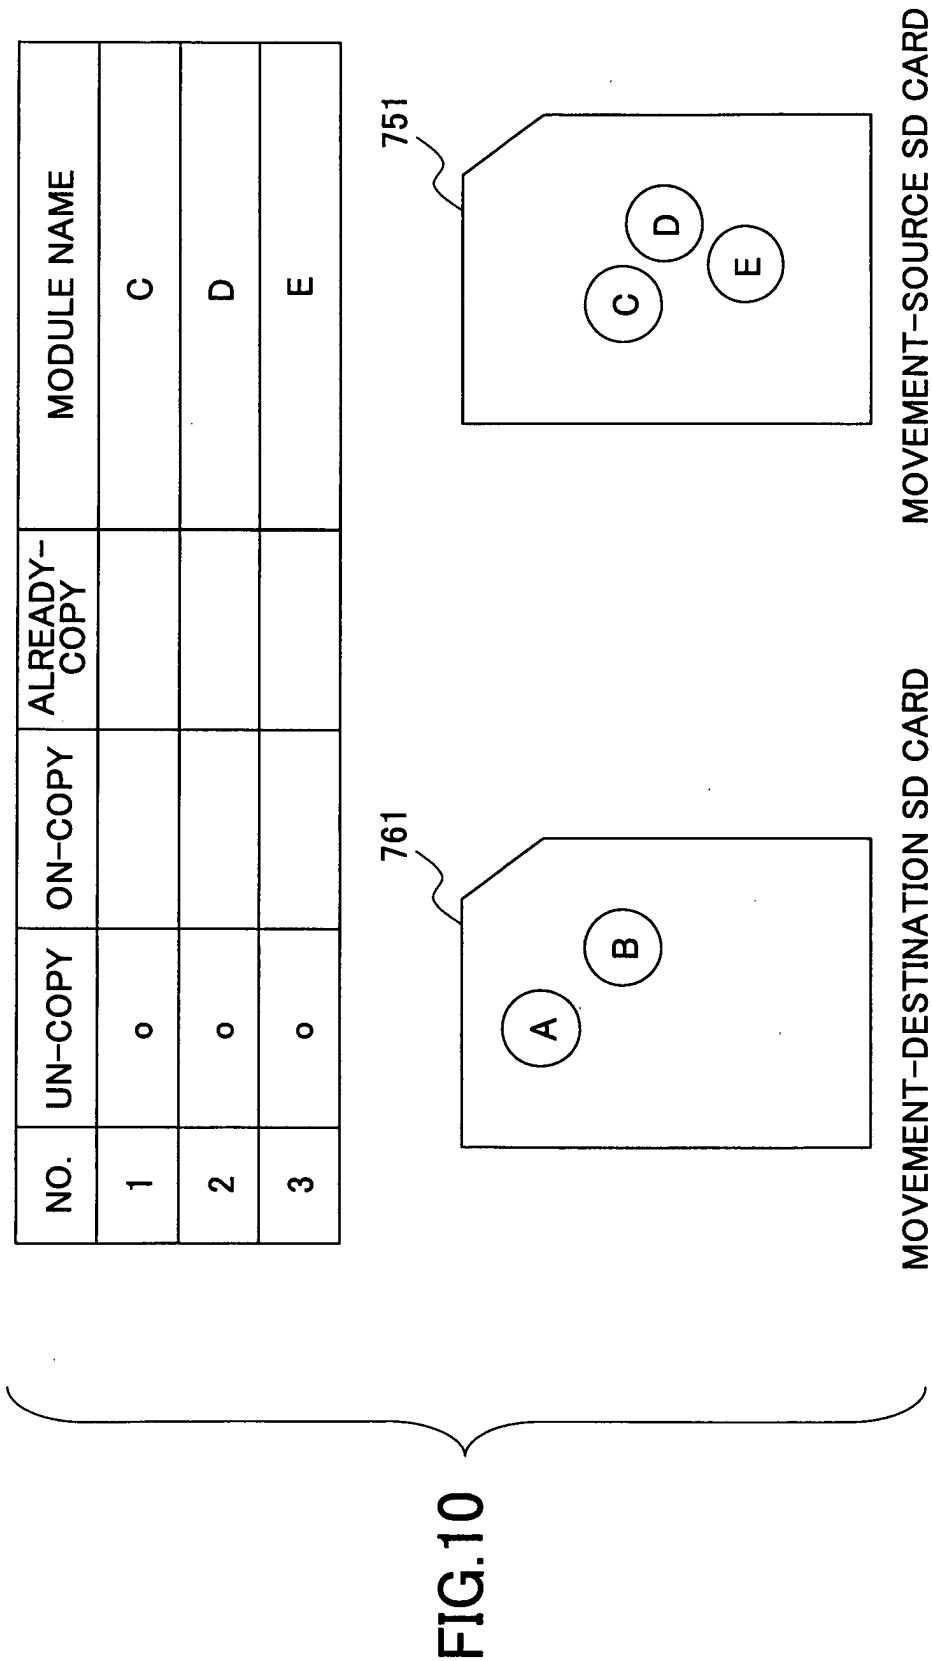 FIG.10
NO. UN-COPY ON-COPY ALREADY-COPY MODULE NAME
1 o C
2 o D
3 o E
761
A
B
MOVEMENT-DESTINATION SD CARD
751
C
D
E
MOVEMENT-SOURCE SD CARD